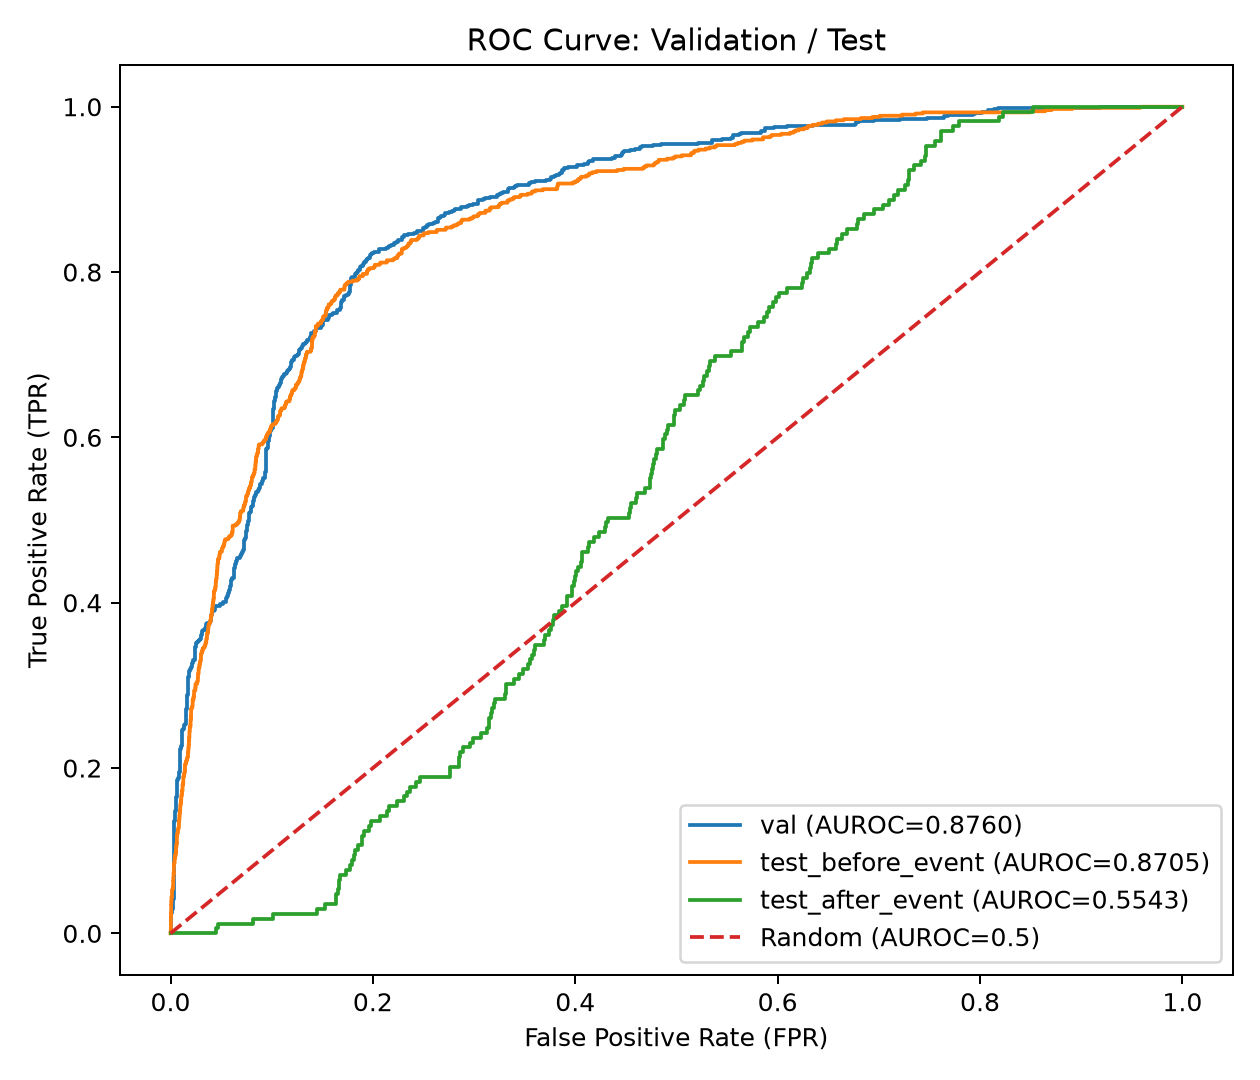 ROC Curve: Validation / Test
True Positive Rate (TPR)
1.0
0.8
0.6
0.4
0.2
0.0
val (AUROC=0.8760)
test_before_event (AUROC=0.8705)
test_after_event (AUROC=0.5543)
Random (AUROC=0.5)
0.0 0.2 0.4 0.6 0.8 1.0
False Positive Rate (FPR)